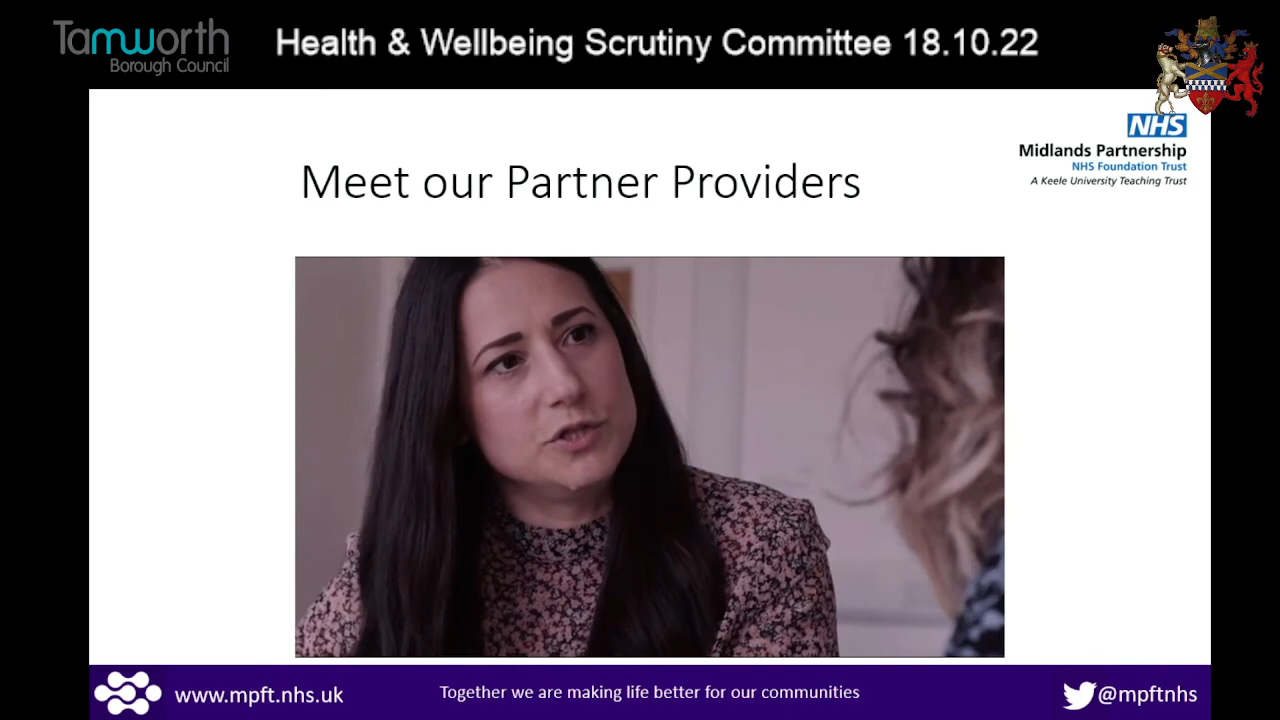 Tamworth
Borough Council
Health & Wellbeing Scrutiny Committee 18.10.22
NHS
Midlands Partnership
NHS Foundation Trust
A Keele University Teaching Trust
Meet our Partner Providers
www.mpft.nhs.uk
Together we are making life better for our communities
@mpftnhs